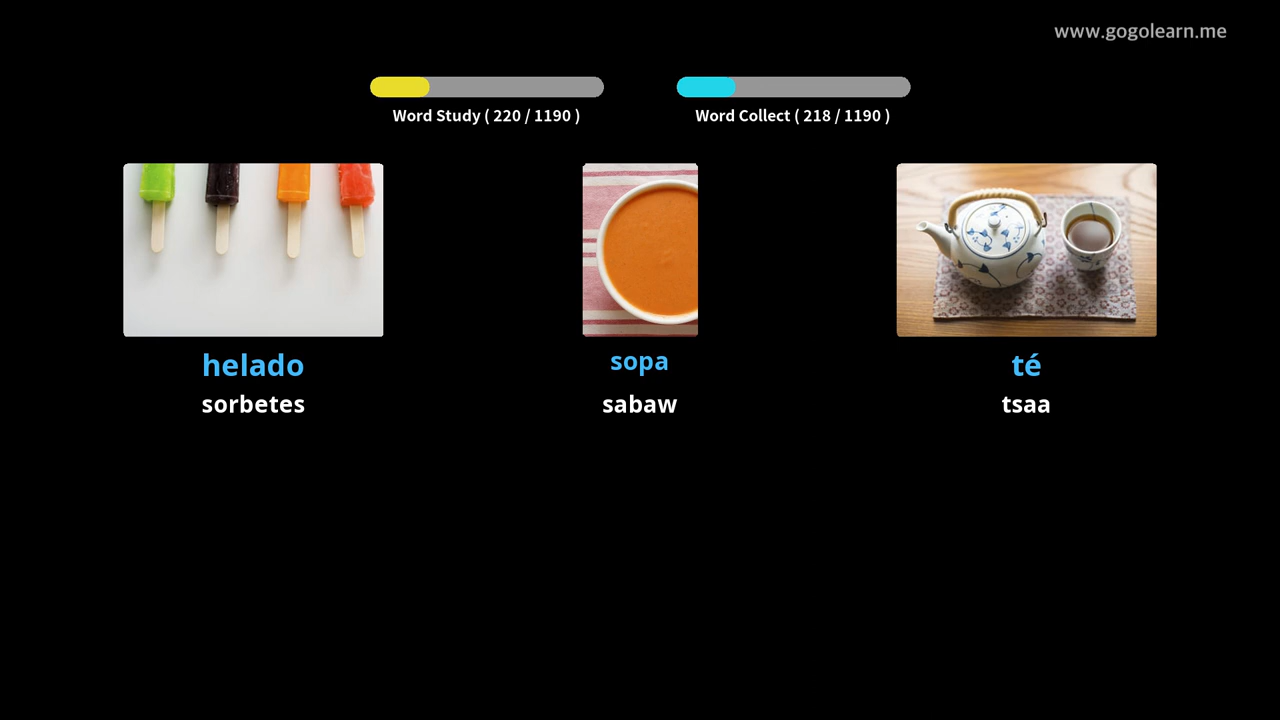 www.gogolearn.me
Word Study ( 220 / 1190 )
Word Collect ( 218 / 1190 )
helado
sopa
té
sorbetes
sabaw
tsaa